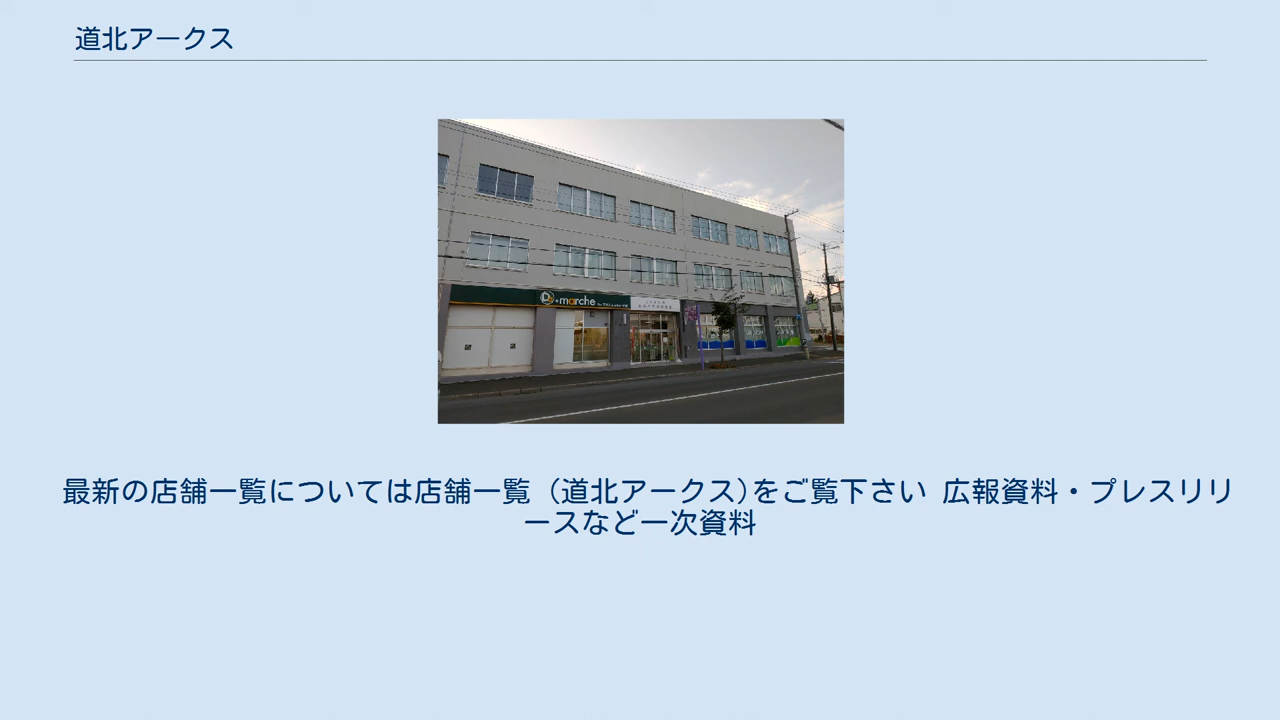 道北アークス
marche
最新の店舗一覧については店舗一覧 (道北アークス)をご覧下さい 広報資料・プレスリリ
ースなど一次資料